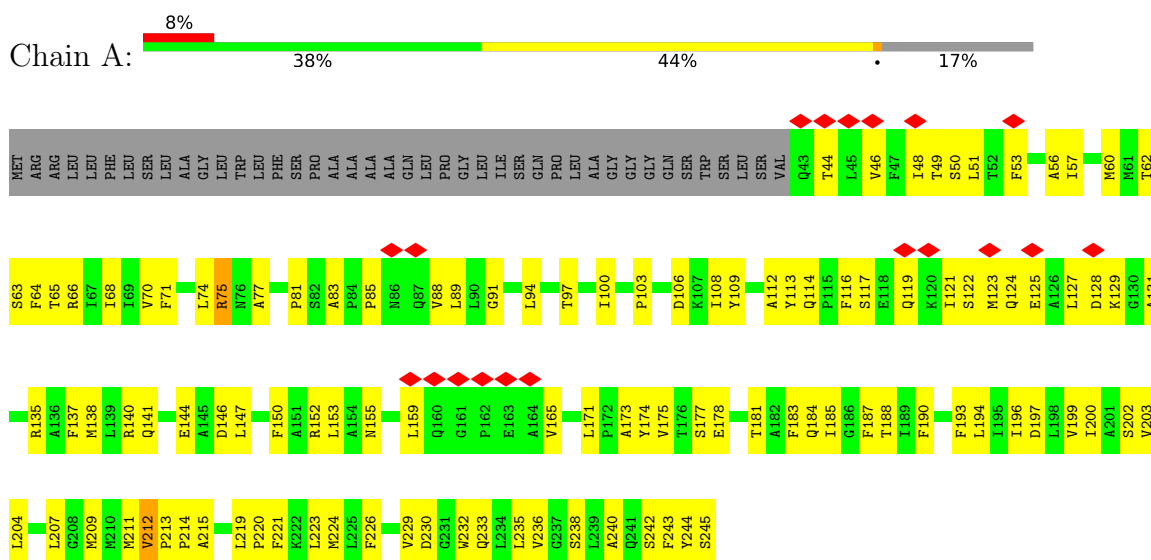 8%
Chain A:
38% 44% • 17%
MET ARG ARG LEU LEU PHE LEU SER LEU ALA GLY LEU TRP LEU PHE SER PRO ALA ALA ALA ALA GLN LEU PRO GLY LEU ILE SER GLN PRO LEU ALA GLY GLY GLY GLN SER TRP SER LEU SER VAL Q43 T44 L45 V46 F47 I48 T49 S50 L51 T52 F53 A56 I57 M60 M61 T62
S63 F64 T65 R66 I67 I68 I69 V70 F71 L74 R75 N76 A77 P81 S82 A83 P84 P85 N86 Q87 V88 L89 L90 G91 L94 T97 I100 P103 D106 K107 I108 Y109 A112 Y113 Q114 P115 F116 S117 E118 Q119 K120 I121 S122 M123 Q124 E125 A126 L127 D128 K129 G130 A131
R135 A136 F137 M138 L139 R140 Q141 E144 A145 D146 L147 F150 A151 R152 L153 A154 N155 L159 Q160 G161 P162 E163 A164 V165 L171 P172 A173 Y174 V175 T176 S177 E178 T181 A182 F183 Q184 I185 G186 F187 T188 I189 F190 F193 L194 I195 I196 D197 L198 V199 I200 A201 S202 V203
L204 L207 G208 M209 M210 M211 V212 P213 P214 A215 L219 P220 F221 K222 L223 M224 L225 F226 V229 D230 G231 W232 Q233 L234 L235 V236 G237 S238 L239 A240 Q241 S242 F243 Y244 S245